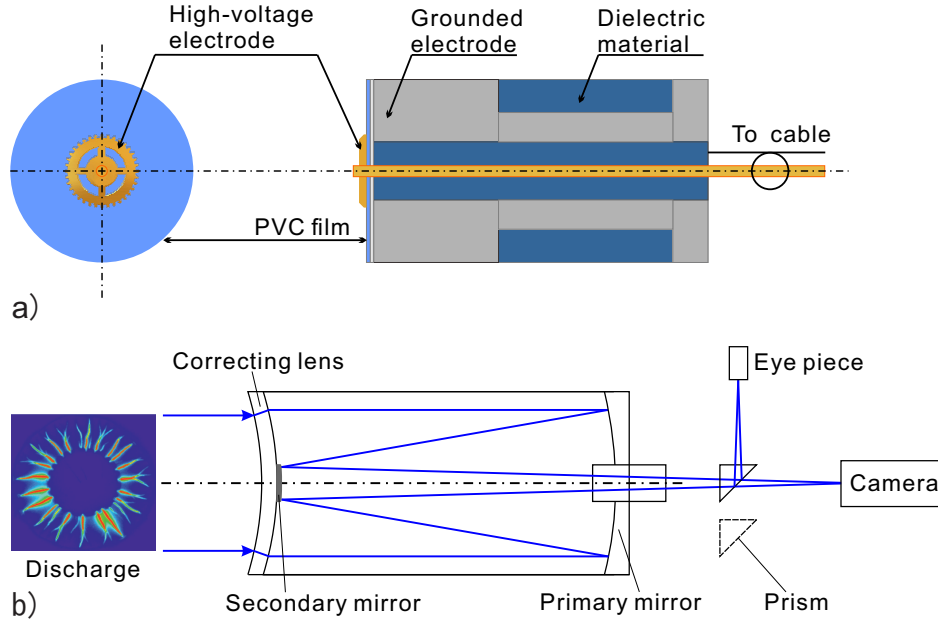 High-voltage
electrode
Grounded
electrode
Dielectric
material
To cable
PVC film
a)
Correcting lens
Eye piece
Camera
Discharge
Secondary mirror
Primary mirror
Prism
b)